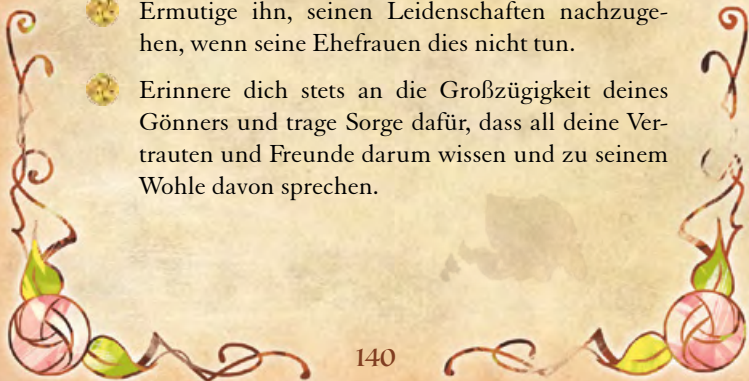 Ermutige ihn, seinen Leidenschaften nachzuge-
hen, wenn seine Ehefrauen dies nicht tun.
Erinnere dich stets an die Großzügigkeit deines
Gönners und trage Sorge dafür, dass all deine Ver-
trauten und Freunde darum wissen und zu seinem
Wohle davon sprechen.
140